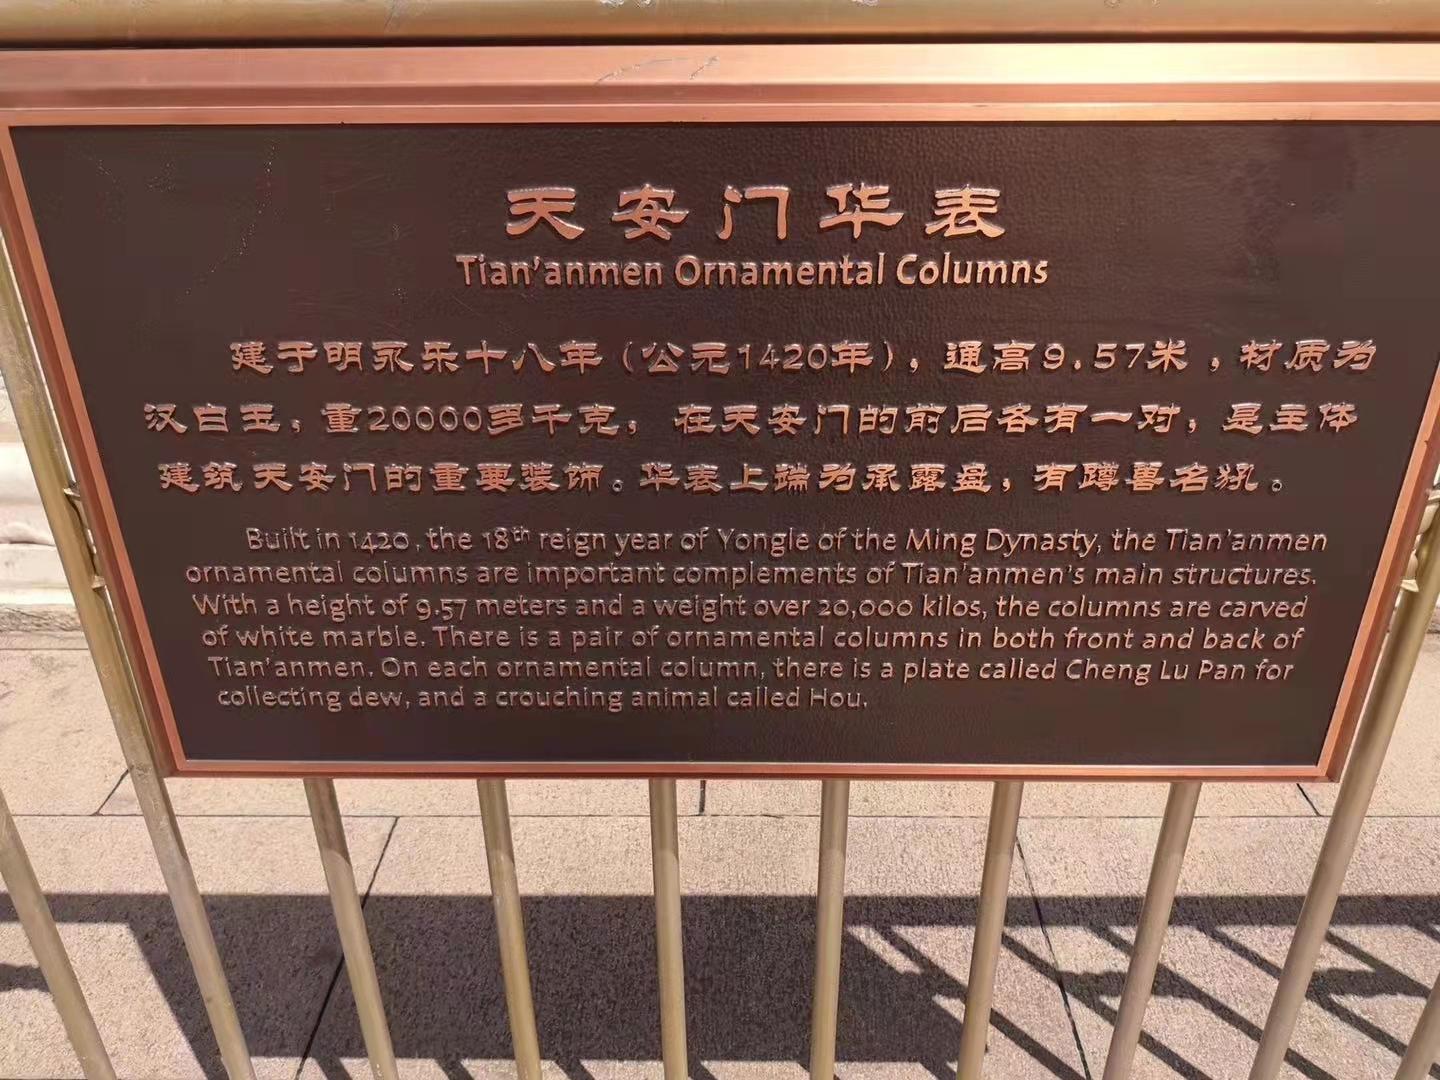 天安门华表
Tian'anmen Ornamental Columns
建于明永乐十八年（公元1420年），通高9.57米，材质为
汉白玉，重20000多千克，在天安门的前后各有一对，是主体
建筑天安门的重要装饰。华表上端为承露盘，有蹲兽名犼。
Built in 1420, the 18th reign year of Yongle of the Ming Dynasty, the Tian'anmen
ornamental columns are important complements of Tian'anmen's main structures.
With a height of 9.57 meters and a weight over 20,000 kilos, the columns are carved
of white marble. There is a pair of ornamental columns in both front and back of
Tian'anmen. On each ornamental column, there is a plate called Cheng Lu Pan for
collecting dew, and a crouching animal called Hou.